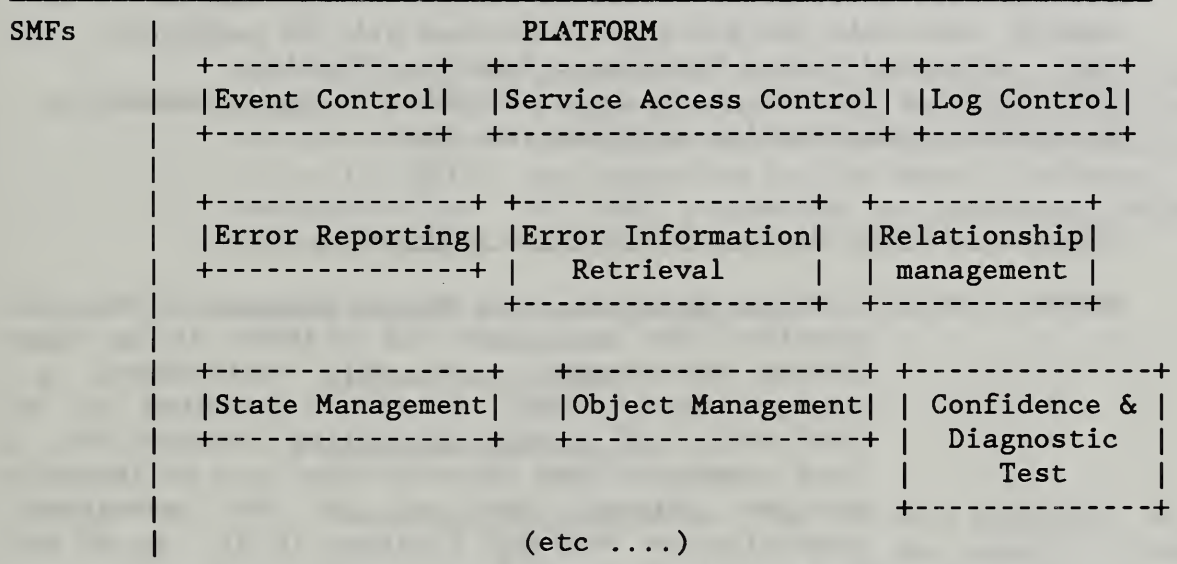 SMFs | PLATFORM
| +-------------+ +---------------------+ +-----------+
| |Event Control| |Service Access Control| |Log Control|
| +-------------+ +---------------------+ +-----------+
|
| +---------------+ +-----------------+ +------------+
| |Error Reporting| |Error Information| |Relationship|
| +---------------+ | Retrieval | | management |
| +-----------------+ +------------+
|
| +----------------+ +-----------------+ +--------------+
| |State Management| |Object Management| | Confidence & |
| +----------------+ +-----------------+ | Diagnostic |
| | Test |
| +--------------+
| (etc ....)